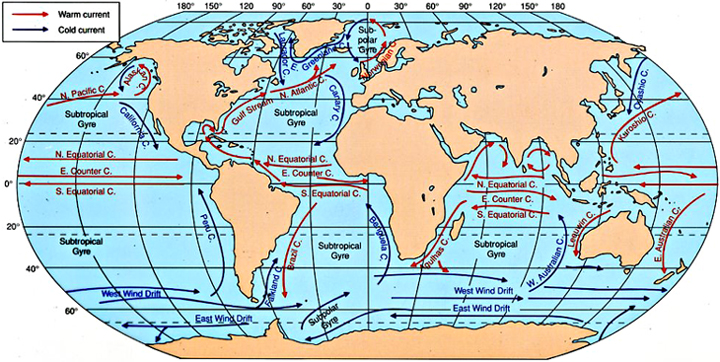 Warm current
Cold current
180° 150° 120° 90° 60° 30° 0 30° 60° 90° 120° 150° 180
60°
40°
20°
0°
20°
40°
60°
Sub-
polar
Gyre
Labrador C.
Greenland C.
Norwegian C.
Alaskan C.
N. Pacific C.
California C.
Subtropical
Gyre
Gulf Stream
N. Atlantic C.
Canary C.
Subtropical
Gyre
Oyashio C.
Kuroshio C.
N. Equatorial C.
E. Counter C.
S. Equatorial C.
N. Equatorial C.
E. Counter C.
S. Equatorial C.
N. Equatorial C.
E. Counter C.
S. Equatorial C.
Peru C.
Brazil C.
Benguela C.
Agulhas C.
Leeuwin C.
W. Australian C.
E. Australian C.
Subtropical
Gyre
Subtropical
Gyre
Subtropical
Gyre
Falkland C.
West Wind Drift
West Wind Drift
East Wind Drift
East Wind Drift
Subpolar
Gyre